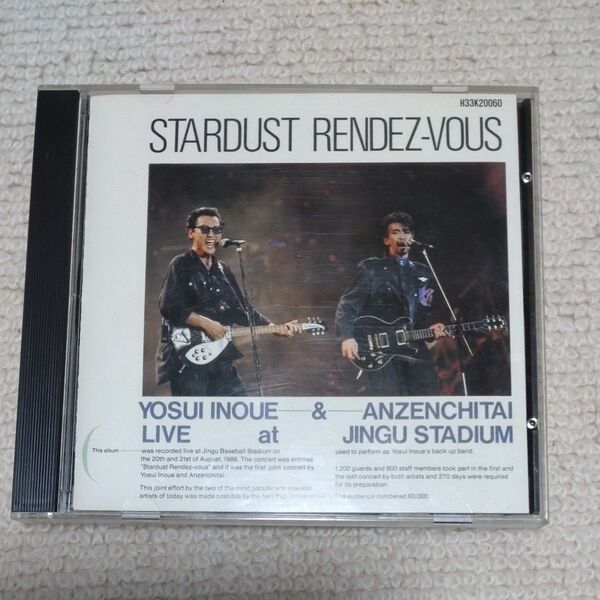 H33K20060
STARDUST RENDEZ-VOUS
YOSUI INOUE & ANZENCHITAI
LIVE at JINGU STADIUM
This album was recorded live at Jingu Baseball Stadium on
the 20th and 21st of August, 1986. The concert was entitled
"Stardust Rendez-vous" and it was the first joint concert by
Yosui Inoue and Anzenchitai.
This joint effort by the two of the most popular and
artists of today was made possible by the fact that
used to perform as Yosui Inoue's back up band.
1,200 guards and 800 staff members took part in the first and
the last concert by both artists and 270 days were required
for its preparation.
The audience numbered 60,000.